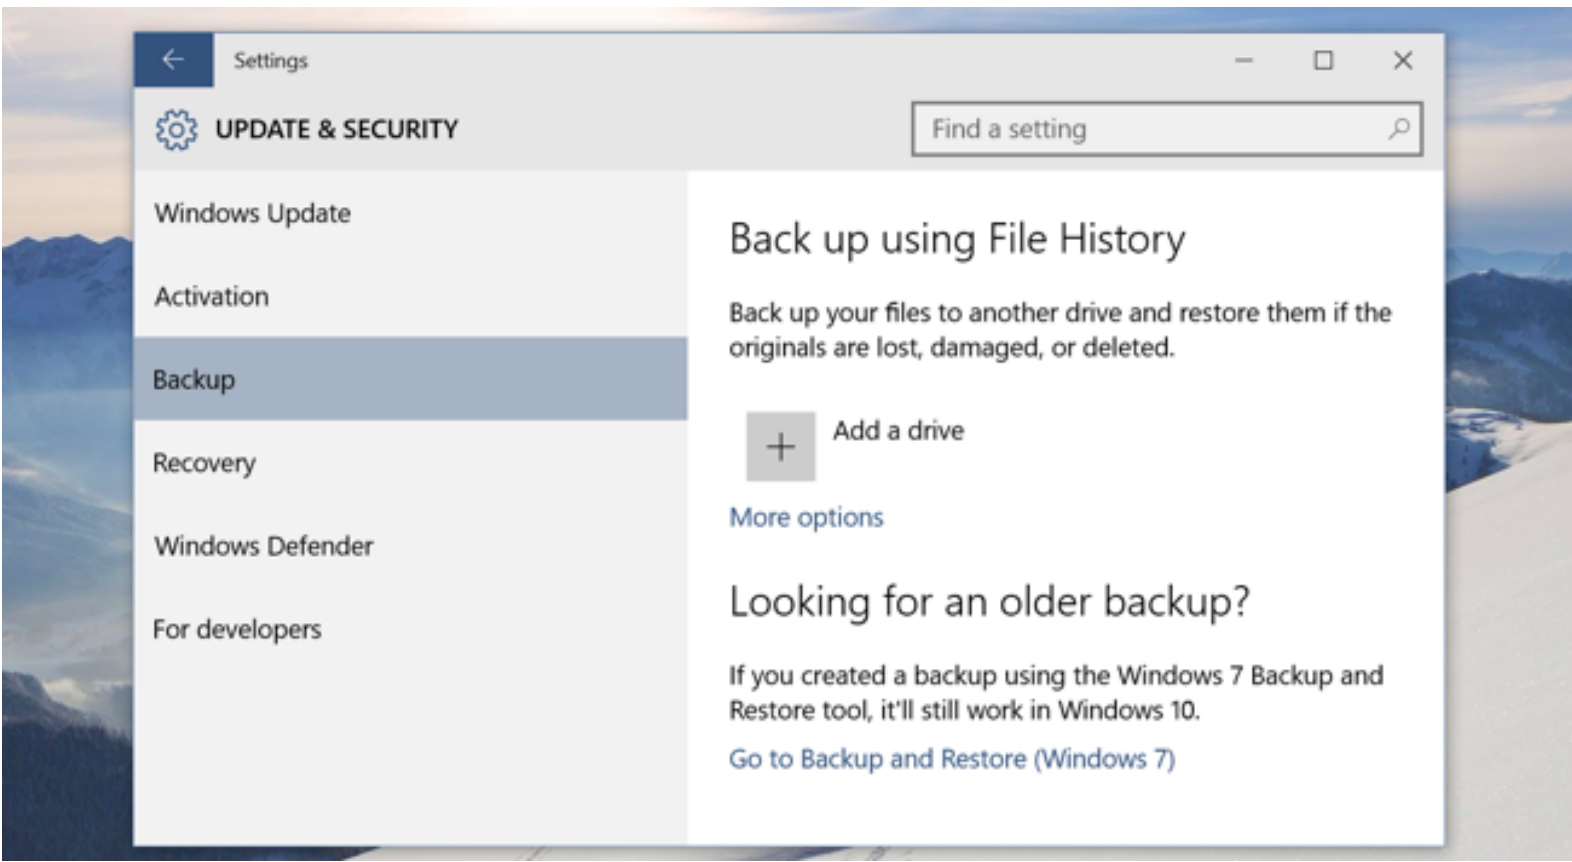 Settings
UPDATE & SECURITY
Find a setting
Windows Update
Activation
Backup
Recovery
Windows Defender
For developers
Back up using File History
Back up your files to another drive and restore them if the
originals are lost, damaged, or deleted.
Add a drive
More options
Looking for an older backup?
If you created a backup using the Windows 7 Backup and
Restore tool, it'll still work in Windows 10.
Go to Backup and Restore (Windows 7)